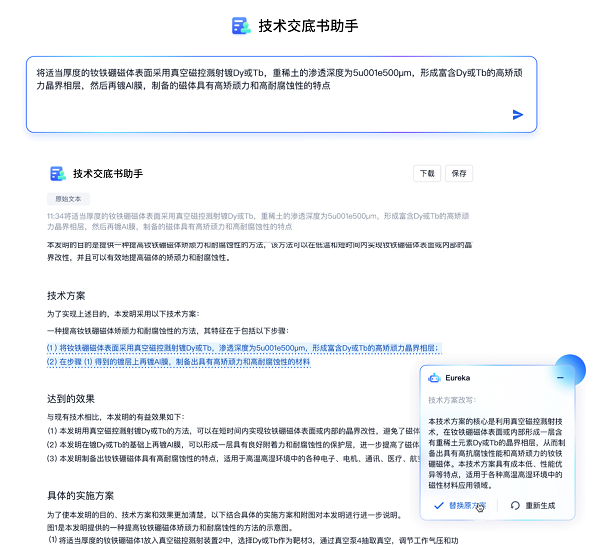 技术交底书助手
将适当厚度的钕铁硼磁体表面采用真空磁控溅射镀Dy或Tb，重稀土的渗透深度为5u001e500μm，形成富含Dy或Tb的高矫顽
力晶界相层，然后再镀Al膜，制备的磁体具有高矫顽力和高耐腐蚀性的特点
技术交底书助手
下载
保存
原始文本
11:34将适当厚度的钕铁硼磁体表面采用真空磁控溅射镀Dy或Tb，重稀土的渗透深度为5u001e500μm，形成富含Dy或Tb的高矫顽
力晶界相层，然后再镀Al膜，制备的磁体具有高矫顽力和高耐腐蚀性的特点
本发明的目的是提供一种提高钕铁硼磁体矫顽力和耐腐蚀性的方法，该方法可以在低温和短时间内实现钕铁硼磁体表面或内部的晶
界改性，并且可以有效地提高磁体的矫顽力和耐腐蚀性。
技术方案
为了实现上述目的，本发明采用以下技术方案：
一种提高钕铁硼磁体矫顽力和耐腐蚀性的方法，其特征在于包括以下步骤：
(1) 将钕铁硼磁体表面采用真空磁控溅射镀Dy或Tb，渗透深度为5u001e500μm，形成富含Dy或Tb的高矫顽力晶界相层；
(2) 在步骤 (1) 得到的镀层上再镀Al膜，制备出具有高矫顽力和高耐腐蚀性的材料
达到的效果
与现有技术相比，本发明的有益效果如下：
(1) 本发明采用真空磁控溅射镀Dy或Tb的方法，可以在短时间内实现钕铁硼磁体表面或内部的晶界改性，避免了磁体
(2) 本发明在镀Dy或Tb的基础上再镀Al膜，可以形成一层具有良好附着力和耐腐蚀性的保护层，进一步提高了磁体
(3) 本发明制备出钕铁硼磁体具有高矫顽力和高耐腐蚀性的特点，适用于高温高湿环境中的各种电子、电机、通讯、医疗、航空
具体的实施方案
为了使本发明的目的、技术方案和效果更加清楚，以下结合具体的实施方案和附图对本发明进行进一步说明。
图1是本发明提供的一种提高钕铁硼磁体矫顽力和耐腐蚀性的方法的示意图。
(1) 将适当厚度的钕铁硼磁体1放入真空磁控溅射装置2中，选择Dy或Tb作为靶材3，通过真空泵4抽取真空，调节工作气压和功
Eureka
技术方案改写：
本技术方案的核心是利用真空磁控溅射技
术，在钕铁硼磁体表面或内部形成一层含
有重稀土元素Dy或Tb的晶界相层，从而制
备出具有高抗腐蚀性能和高矫顽力的钕铁
硼磁体。本技术方案具有成本低、性能优
异等特点，适用于各种高温高湿环境中的
磁性材料应用领域。
替换原方案
重新生成